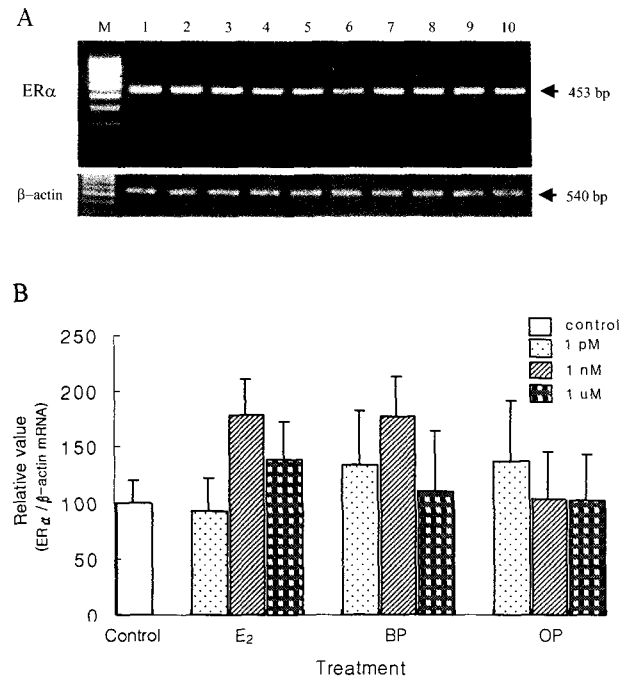 A
M 1 2 3 4 5 6 7 8 9 10
ERα
453 bp
β-actin
540 bp
B
control
1 pM
1 nM
1 uM
Relative value
(ERα / β-actin mRNA)
250
200
150
100
50
0
Control E₂ BP OP
Treatment